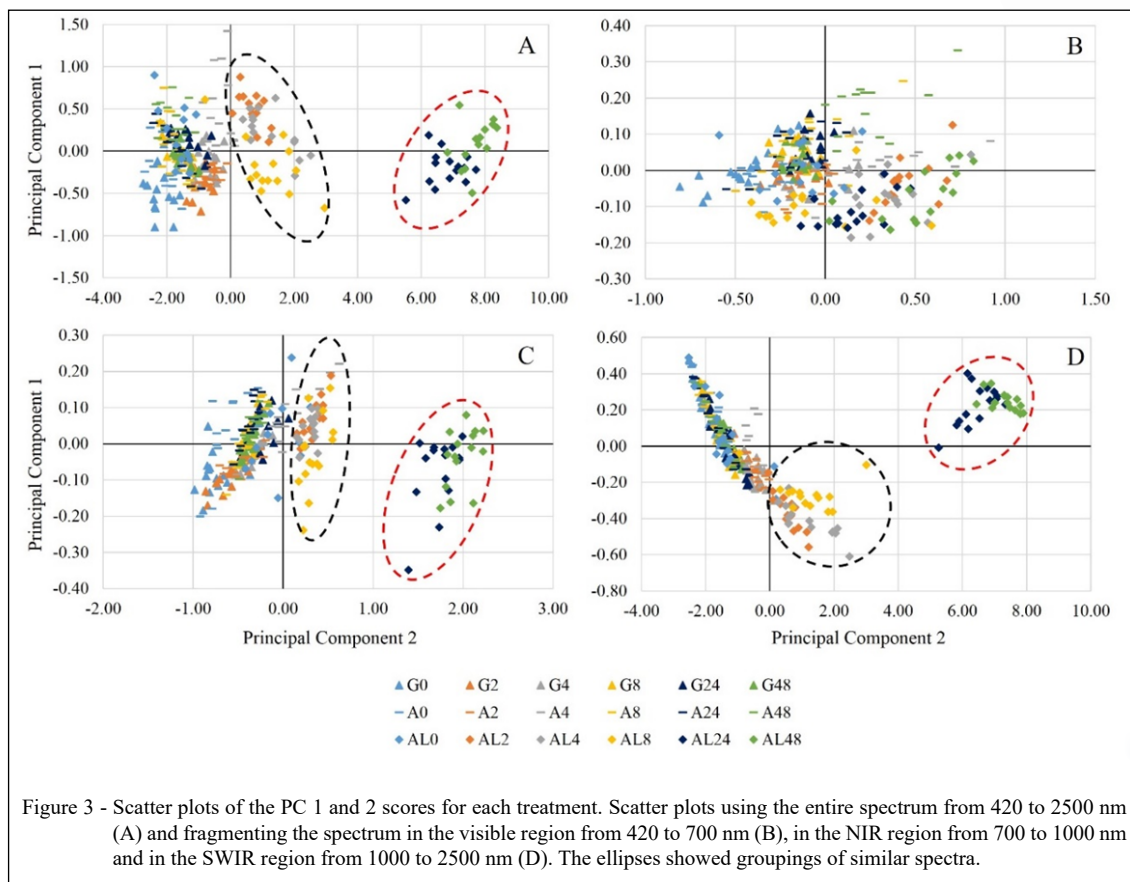 A
B
Principal Component 1
1.50
1.00
0.50
0.00
-0.50
-1.00
-1.50
-4.00 -2.00 0.00 2.00 4.00 6.00 8.00 10.00
0.40
0.30
0.20
0.10
0.00
-0.10
-0.20
-0.30
-1.00 -0.50 0.00 0.50 1.00 1.50
C
D
Principal Component 1
0.30
0.20
0.10
0.00
-0.10
-0.20
-0.30
-0.40
-2.00 -1.00 0.00 1.00 2.00 3.00
Principal Component 2
0.60
0.40
0.20
0.00
-0.20
-0.40
-0.60
-0.80
-4.00 -2.00 0.00 2.00 4.00 6.00 8.00 10.00
Principal Component 2
G0 G2 G4 G8 G24 G48
A0 A2 A4 A8 A24 A48
AL0 AL2 AL4 AL8 AL24 AL48
Figure 3 - Scatter plots of the PC 1 and 2 scores for each treatment. Scatter plots using the entire spectrum from 420 to 2500 nm
(A) and fragmenting the spectrum in the visible region from 420 to 700 nm (B), in the NIR region from 700 to 1000 nm
and in the SWIR region from 1000 to 2500 nm (D). The ellipses showed groupings of similar spectra.